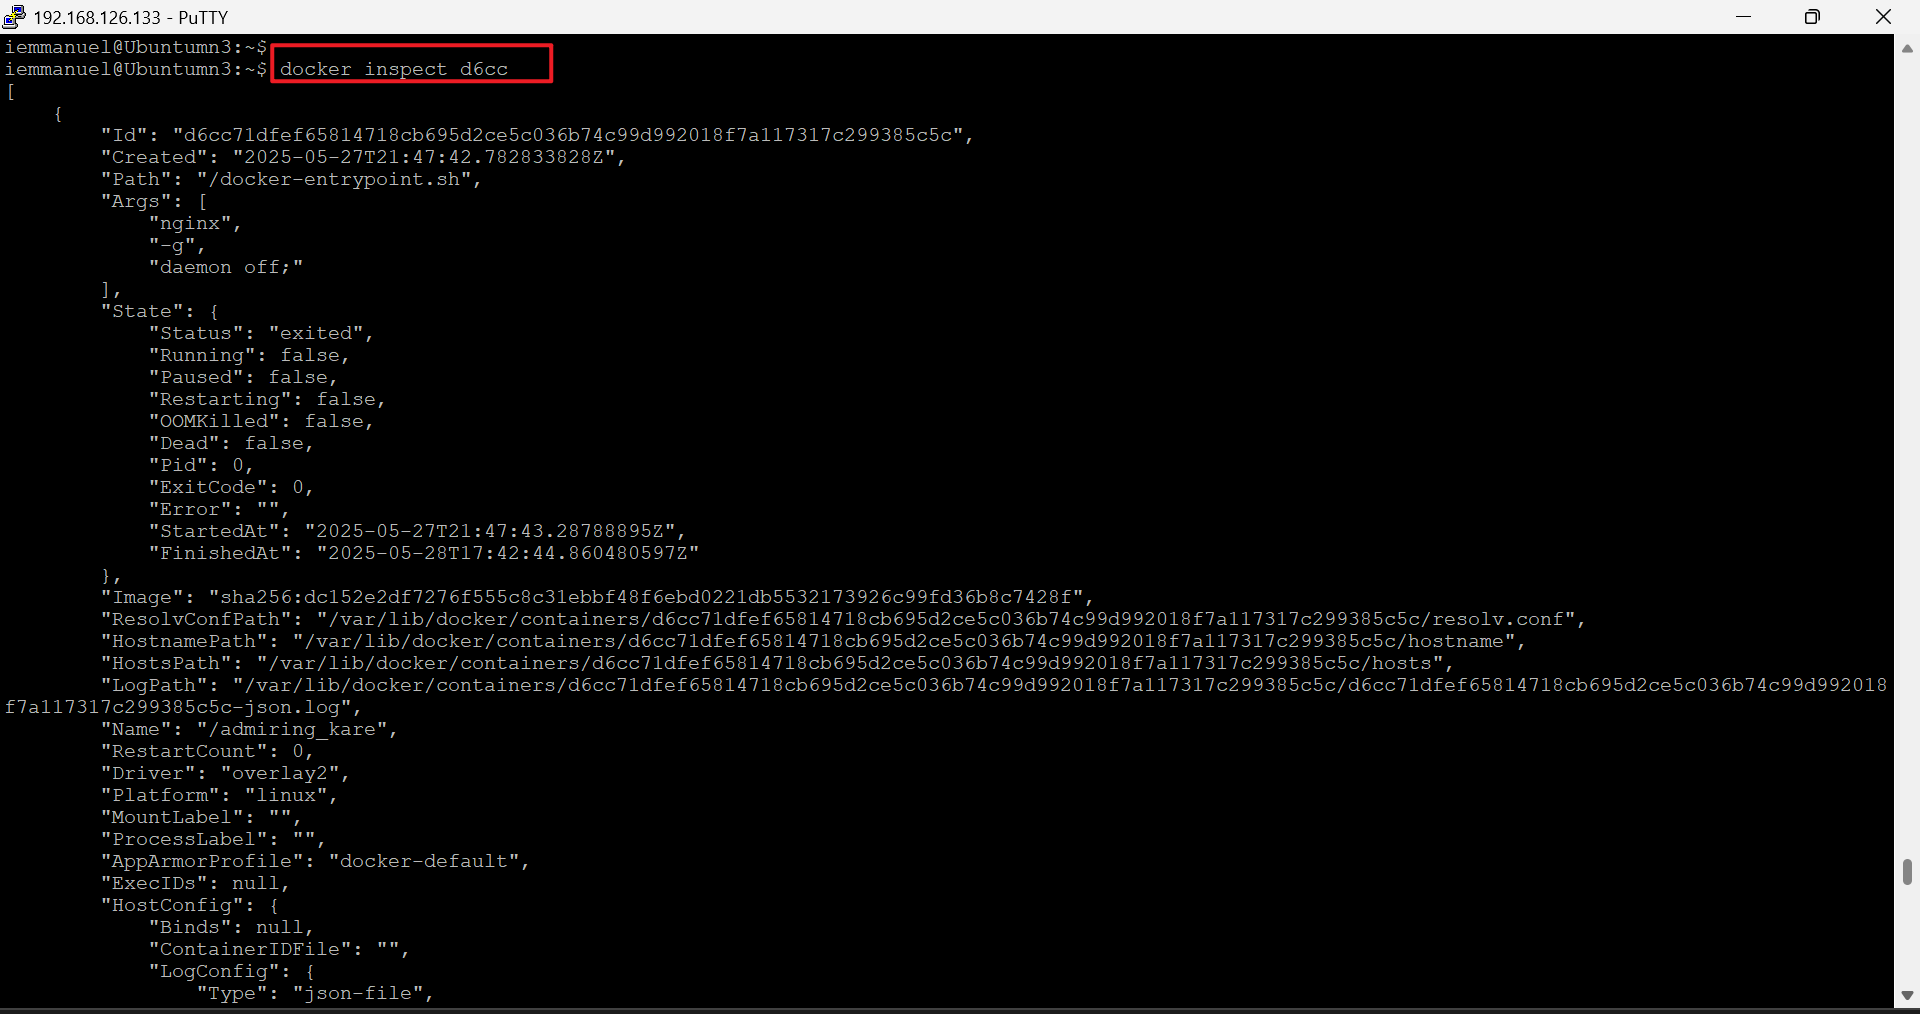 192.168.126.133 - PuTTY
iemmanuel@Ubuntumn3:~$
iemmanuel@Ubuntumn3:~$ docker inspect d6cc
[
    {
        "Id": "d6cc71dfef65814718cb695d2ce5c036b74c99d992018f7a117317c299385c5c",
        "Created": "2025-05-27T21:47:42.782833828Z",
        "Path": "/docker-entrypoint.sh",
        "Args": [
            "nginx",
            "-g",
            "daemon off;"
        ],
        "State": {
            "Status": "exited",
            "Running": false,
            "Paused": false,
            "Restarting": false,
            "OOMKilled": false,
            "Dead": false,
            "Pid": 0,
            "ExitCode": 0,
            "Error": "",
            "StartedAt": "2025-05-27T21:47:43.28788895Z",
            "FinishedAt": "2025-05-28T17:42:44.860480597Z"
        },
        "Image": "sha256:dc152e2df7276f555c8c31ebbf48f6ebd0221db5532173926c99fd36b8c7428f",
        "ResolvConfPath": "/var/lib/docker/containers/d6cc71dfef65814718cb695d2ce5c036b74c99d992018f7a117317c299385c5c/resolv.conf",
        "HostnamePath": "/var/lib/docker/containers/d6cc71dfef65814718cb695d2ce5c036b74c99d992018f7a117317c299385c5c/hostname",
        "HostsPath": "/var/lib/docker/containers/d6cc71dfef65814718cb695d2ce5c036b74c99d992018f7a117317c299385c5c/hosts",
        "LogPath": "/var/lib/docker/containers/d6cc71dfef65814718cb695d2ce5c036b74c99d992018f7a117317c299385c5c/d6cc71dfef65814718cb695d2ce5c036b74c99d992018
f7a117317c299385c5c-json.log",
        "Name": "/admiring_kare",
        "RestartCount": 0,
        "Driver": "overlay2",
        "Platform": "linux",
        "MountLabel": "",
        "ProcessLabel": "",
        "AppArmorProfile": "docker-default",
        "ExecIDs": null,
        "HostConfig": {
            "Binds": null,
            "ContainerIDFile": "",
            "LogConfig": {
                "Type": "json-file",